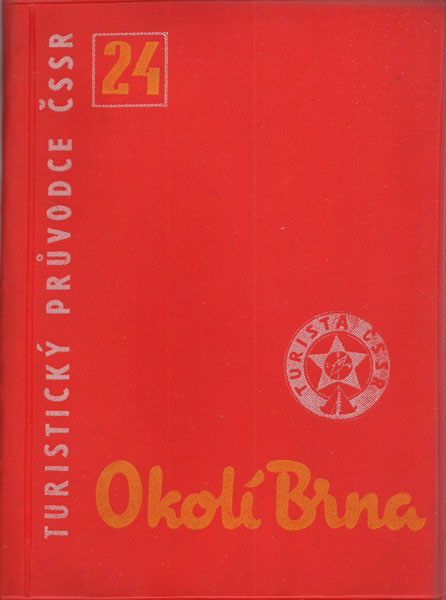 TURISTICKÝ PRŮVODCE ČSSR
24
TURISTA ČSSR
Okolí Brna